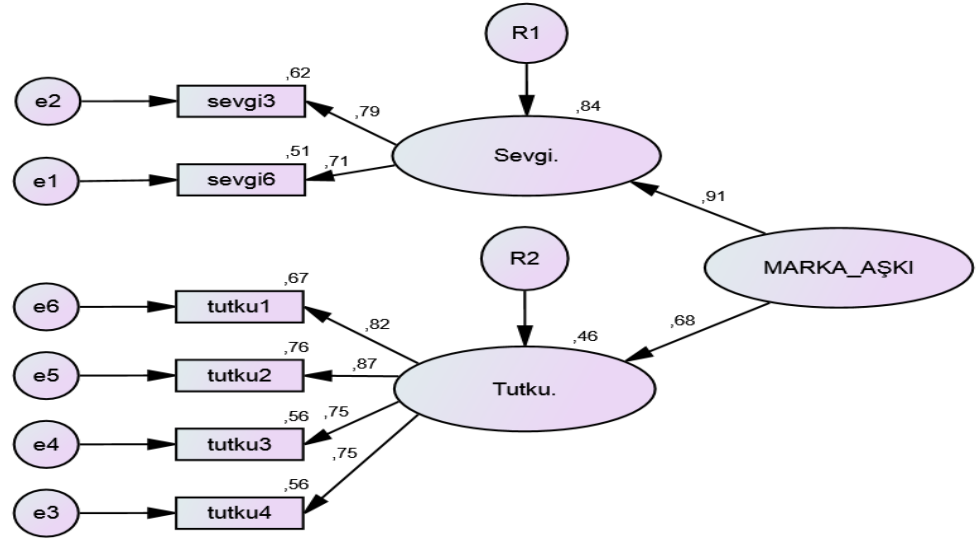 R1
,62
e2
sevgi3
,79
,84
Sevgi.
,51
e1
sevgi6
,71
,91
R2
MARKA_AŞKI
,67
e6
tutku1
,82
,68
,76
e5
tutku2
,87
,46
Tutku.
,56
e4
tutku3
,75
,75
,56
e3
tutku4